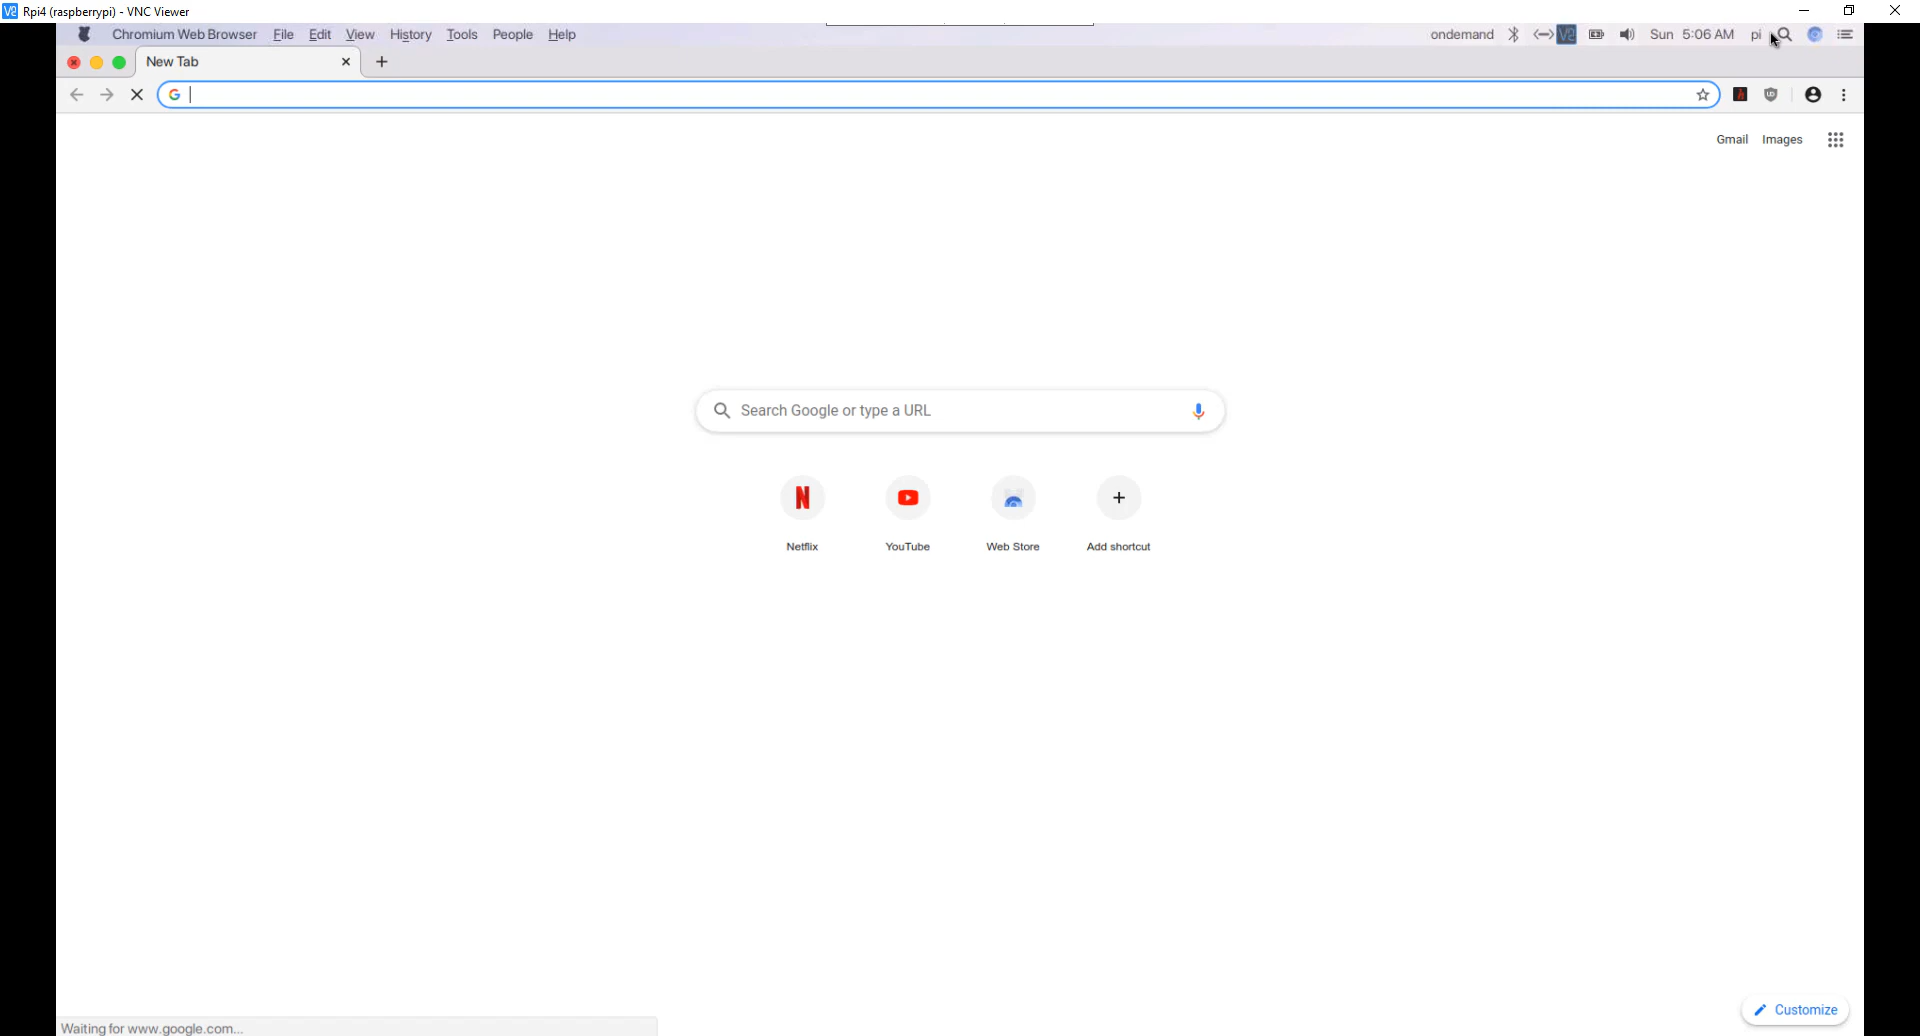 Rpi4 (raspberrypi) - VNC Viewer
Chromium Web Browser File Edit View History Tools People Help ondemand Sun 5:06 AM pi
New Tab
Gmail Images
Search Google or type a URL
Netflix YouTube Web Store Add shortcut
Customize
Waiting for www.google.com...